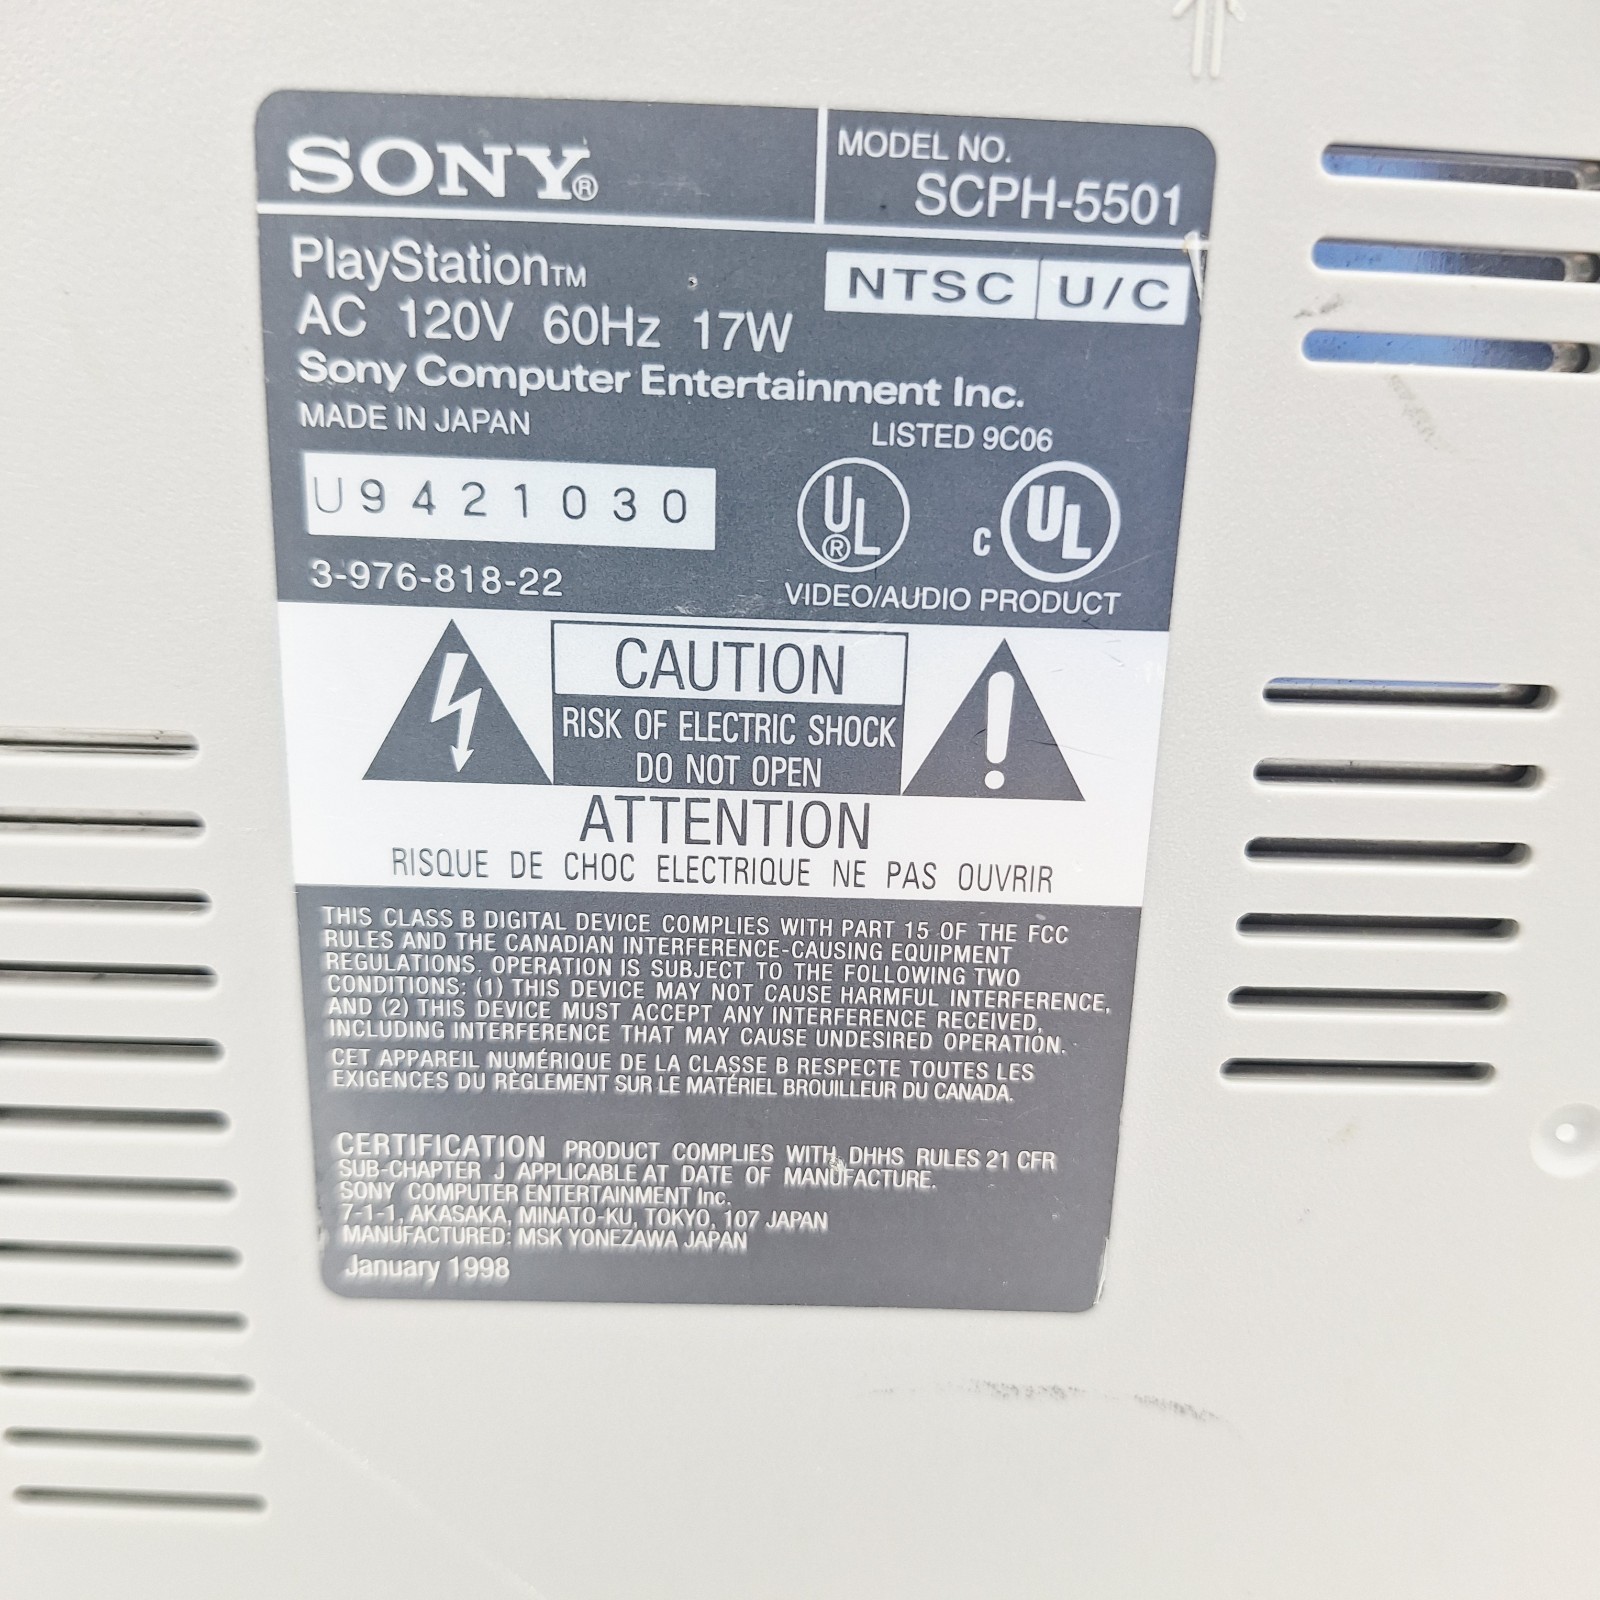 SONY®
MODEL NO.
SCPH-5501
PlayStation™
NTSC U/C
AC 120V 60Hz 17W
Sony Computer Entertainment Inc.
MADE IN JAPAN
LISTED 9C06
U9421030
UL®
C UL
3-976-818-22
VIDEO/AUDIO PRODUCT
CAUTION
RISK OF ELECTRIC SHOCK
DO NOT OPEN
ATTENTION
RISQUE DE CHOC ELECTRIQUE NE PAS OUVRIR
THIS CLASS B DIGITAL DEVICE COMPLIES WITH PART 15 OF THE FCC
RULES AND THE CANADIAN INTERFERENCE-CAUSING EQUIPMENT
REGULATIONS. OPERATION IS SUBJECT TO THE FOLLOWING TWO
CONDITIONS: (1) THIS DEVICE MAY NOT CAUSE HARMFUL INTERFERENCE,
AND (2) THIS DEVICE MUST ACCEPT ANY INTERFERENCE RECEIVED,
INCLUDING INTERFERENCE THAT MAY CAUSE UNDESIRED OPERATION.
CET APPAREIL NUMÉRIQUE DE LA CLASSE B RESPECTE TOUTES LES
EXIGENCES DU RÈGLEMENT SUR LE MATÉRIEL BROUILLEUR DU CANADA.
CERTIFICATION PRODUCT COMPLIES WITH DHHS RULES 21 CFR
SUB-CHAPTER J APPLICABLE AT DATE OF MANUFACTURE.
SONY COMPUTER ENTERTAINMENT Inc.
7-1-1, AKASAKA, MINATO-KU, TOKYO, 107 JAPAN
MANUFACTURED: MSK YONEZAWA JAPAN
January 1998